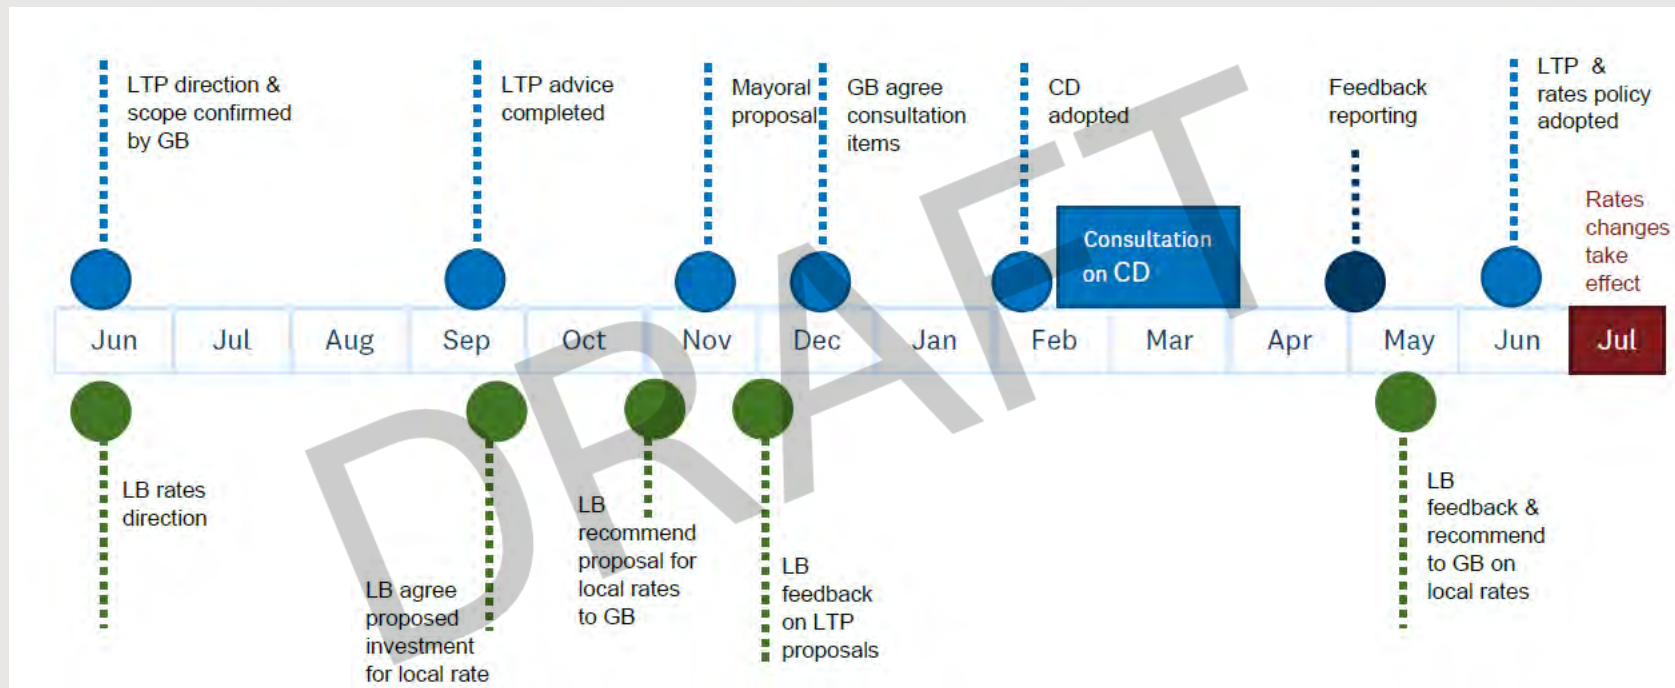 LTP direction &
scope confirmed
by GB
LTP advice
completed
Mayoral
proposal
GB agree
consultation
items
CD
adopted
Feedback
reporting
LTP &
rates policy
adopted
Rates
changes
take
effect
Consultation
on CD
Jun Jul Aug Sep Oct Nov Dec Jan Feb Mar Apr May Jun Jul
LB rates
direction
LB agree
proposed
investment
for local rate
LB
recommend
proposal for
local rates
to GB
LB
feedback
on LTP
proposals
LB
feedback &
recommend
to GB on
local rates
DRAFT